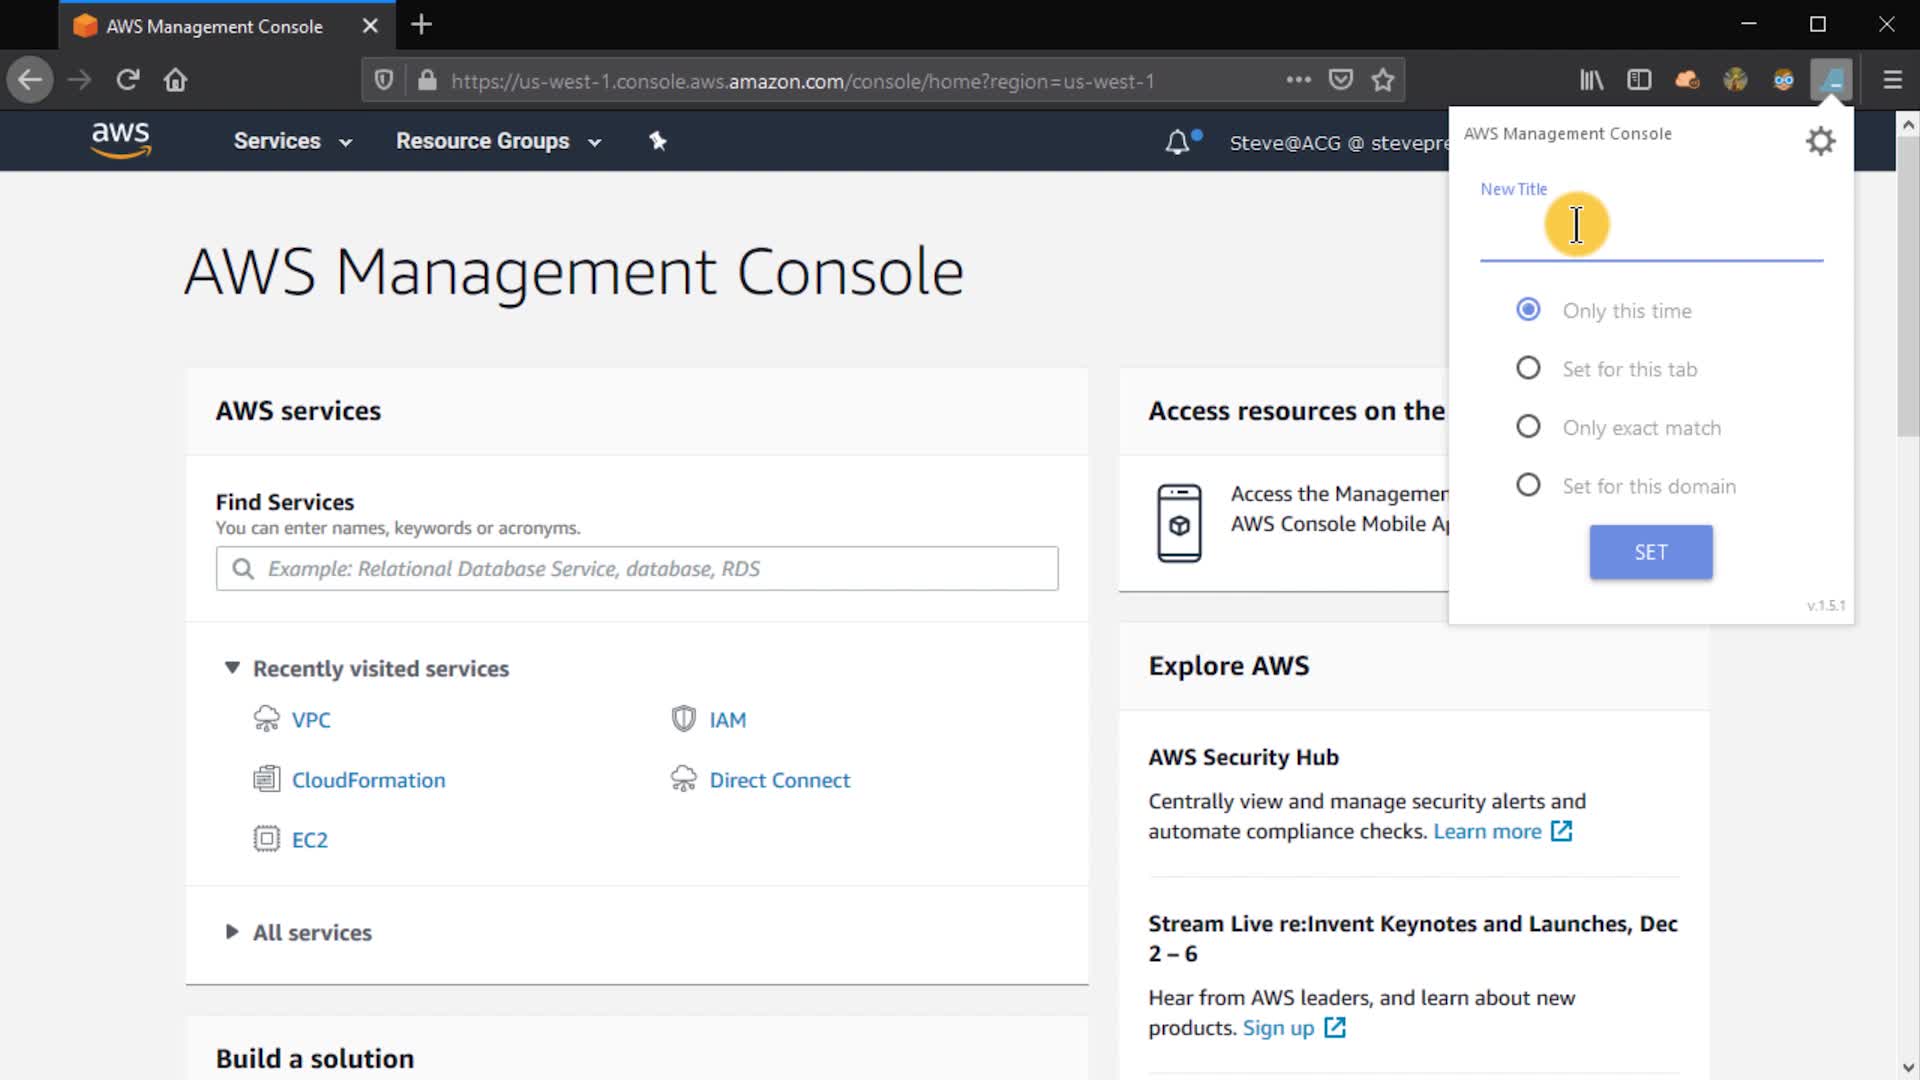 AWS Management Console
https://us-west-1.console.aws.amazon.com/console/home?region=us-west-1
aws
Services
Resource Groups
Steve@ACG @ stevepre
AWS Management Console
New Title
Only this time
Set for this tab
Only exact match
Set for this domain
SET
v.1.5.1
AWS Management Console
AWS services
Find Services
You can enter names, keywords or acronyms.
Example: Relational Database Service, database, RDS
Recently visited services
VPC
IAM
CloudFormation
Direct Connect
EC2
All services
Build a solution
Access resources on the
Access the Managemen
AWS Console Mobile A
Explore AWS
AWS Security Hub
Centrally view and manage security alerts and
automate compliance checks. Learn more
Stream Live re:Invent Keynotes and Launches, Dec
2 – 6
Hear from AWS leaders, and learn about new
products. Sign up